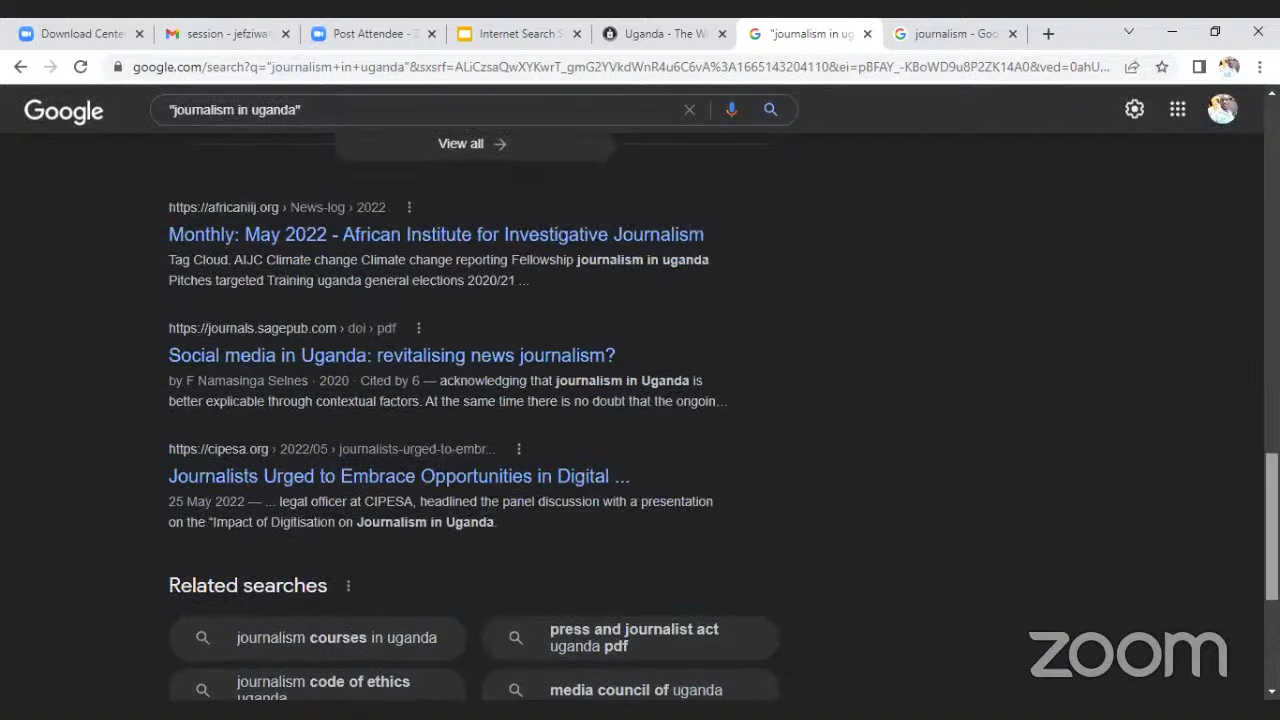 Download Cente
session - jefziwa
Post Attendee - Z
Internet Search S
Uganda - The W
"journalism in ug
journalism - Goo
google.com/search?q="journalism+in+uganda"&sxsrf=ALiCzsaQwXYKwrT_gmG2YVkdWnR4u6C6vA%3A1665143204110&ei=pBFAY_-KBoWD9u8P2ZK14A0&ved=0ahU...
Google
"journalism in uganda"
View all
https://africaniij.org › News-log › 2022
Monthly: May 2022 - African Institute for Investigative Journalism
Tag Cloud. AIJC Climate change Climate change reporting Fellowship journalism in uganda
Pitches targeted Training uganda general elections 2020/21 ...
https://journals.sagepub.com › doi › pdf
Social media in Uganda: revitalising news journalism?
by F Namasinga Selnes · 2020 · Cited by 6 — acknowledging that journalism in Uganda is
better explicable through contextual factors. At the same time there is no doubt that the ongoin...
https://cipesa.org › 2022/05 › journalists-urged-to-embr...
Journalists Urged to Embrace Opportunities in Digital ...
25 May 2022 — ... legal officer at CIPESA, headlined the panel discussion with a presentation
on the "Impact of Digitisation on Journalism in Uganda.
Related searches
journalism courses in uganda
press and journalist act
uganda pdf
journalism code of ethics
uganda
media council of uganda
zoom